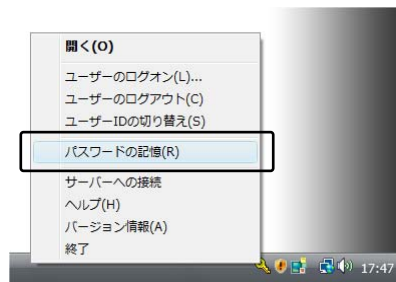 開く(O)
ユーザーのログオン(L)...
ユーザーのログアウト(C)
ユーザーIDの切り替え(S)
パスワードの記憶(R)
サーバーへの接続
ヘルプ(H)
バージョン情報(A)
終了
17:47